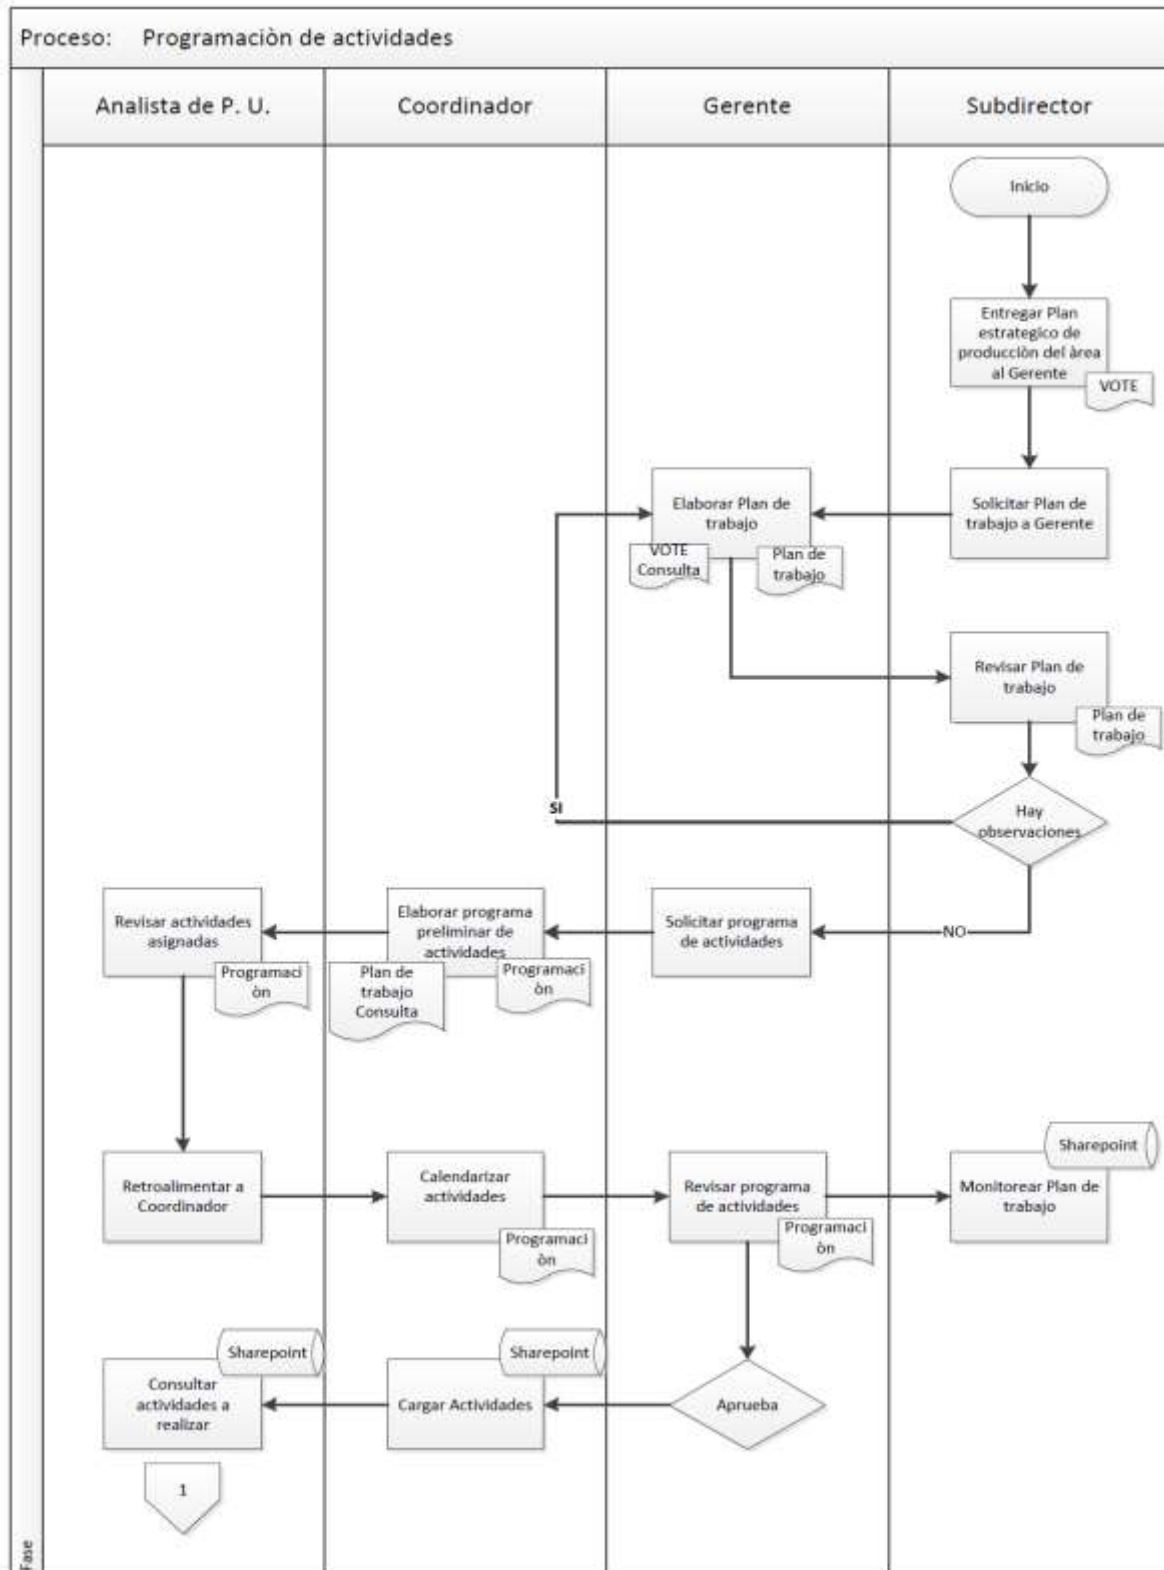 Proceso: Programaciòn de actividades
Analista de P. U.
Coordinador
Gerente
Subdirector
Inicio
Entregar Plan
estrategico de
producciòn del àrea
al Gerente
VOTE
Elaborar Plan de
trabajo
VOTE
Consulta
Plan de
trabajo
Solicitar Plan de
trabajo a Gerente
Revisar Plan de
trabajo
Plan de
trabajo
SI
Hay
observaciones
Revisar actividades
asignadas
Programaci
òn
Elaborar programa
preliminar de
actividades
Plan de
trabajo
Consulta
Programaci
òn
Solicitar programa
de actividades
NO
Retroalimentar a
Coordinador
Calendarizar
actividades
Programaci
òn
Revisar programa
de actividades
Programaci
òn
Sharepoint
Monitorear Plan de
trabajo
Sharepoint
Consultar
actividades a
realizar
Sharepoint
Cargar Actividades
Aprueba
1
Fase